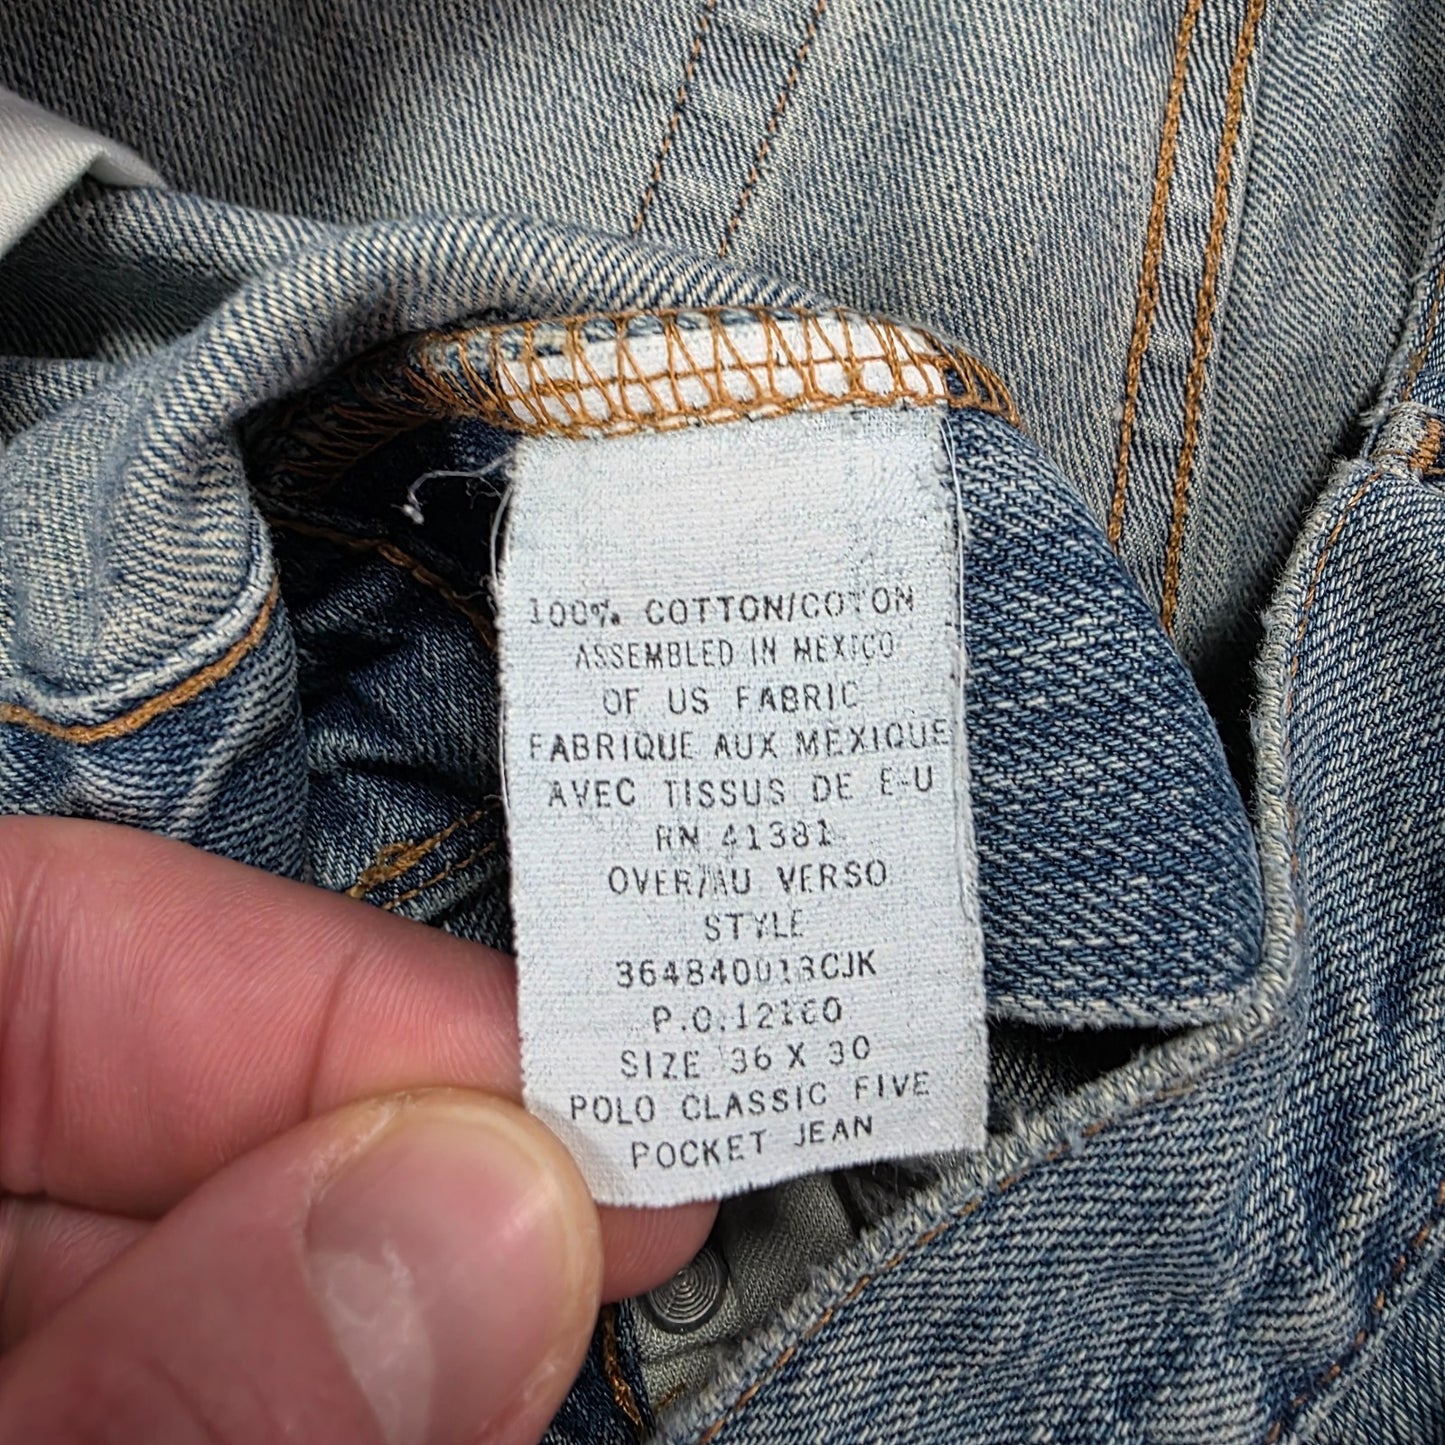 100% COTTON/COTON
ASSEMBLED IN MEXICO
OF US FABRIC
FABRIQUE AUX MEXIQUE
AVEC TISSUS DE E-U
RN 41381
OVER/AU VERSO
STYLE
364840013CJK
P.O.12160
SIZE 36 X 30
POLO CLASSIC FIVE
POCKET JEAN